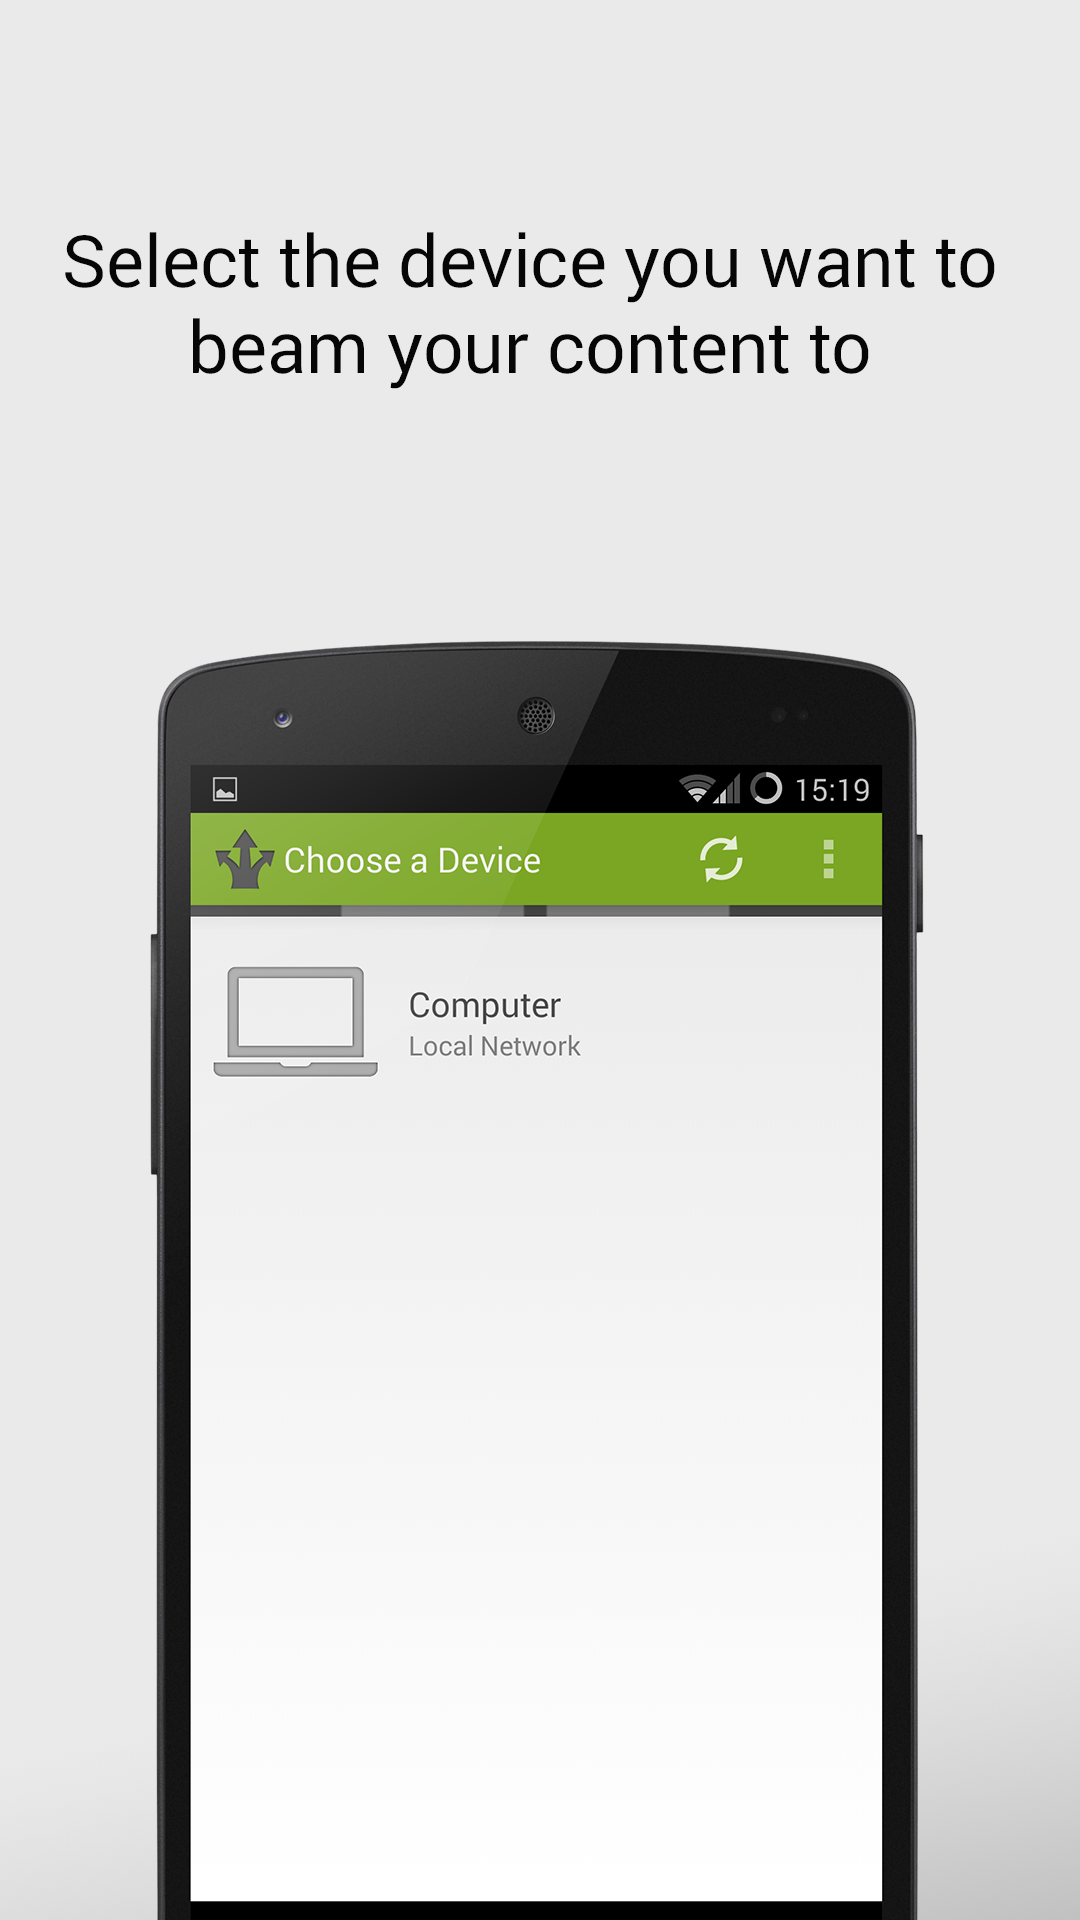 Select the device you want to
beam your content to
15:19
Choose a Device
Computer
Local Network